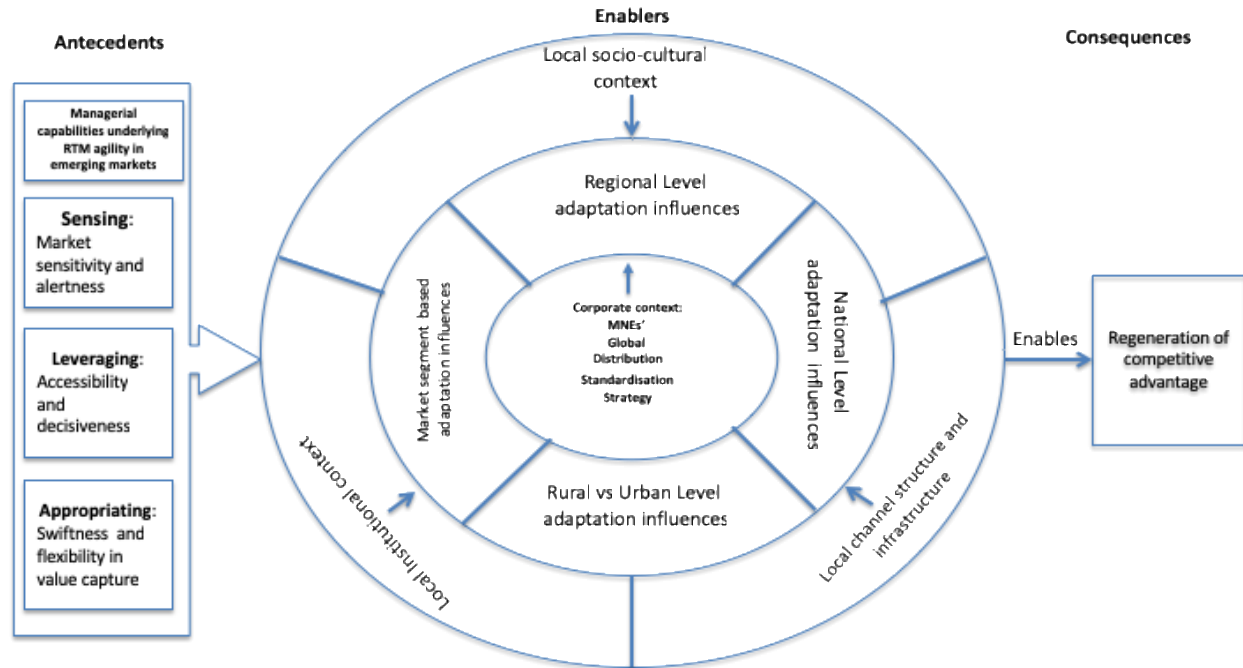 Enablers
Antecedents
Consequences
Managerial
capabilities underlying
RTM agility in
emerging markets
Sensing:
Market
sensitivity and
alertness
Leveraging:
Accessibility
and
decisiveness
Appropriating:
Swiftness and
flexibility in
value capture
Local socio-cultural
context
Regional Level
adaptation influences
Market segment based
adaptation influences
Corporate context:
MNEs'
Global
Distribution
Standardisation
Strategy
National Level
adaptation influences
Rural vs Urban Level
adaptation influences
Local Institutional context
Local channel structure and
infrastructure
Enables
Regeneration of
competitive
advantage